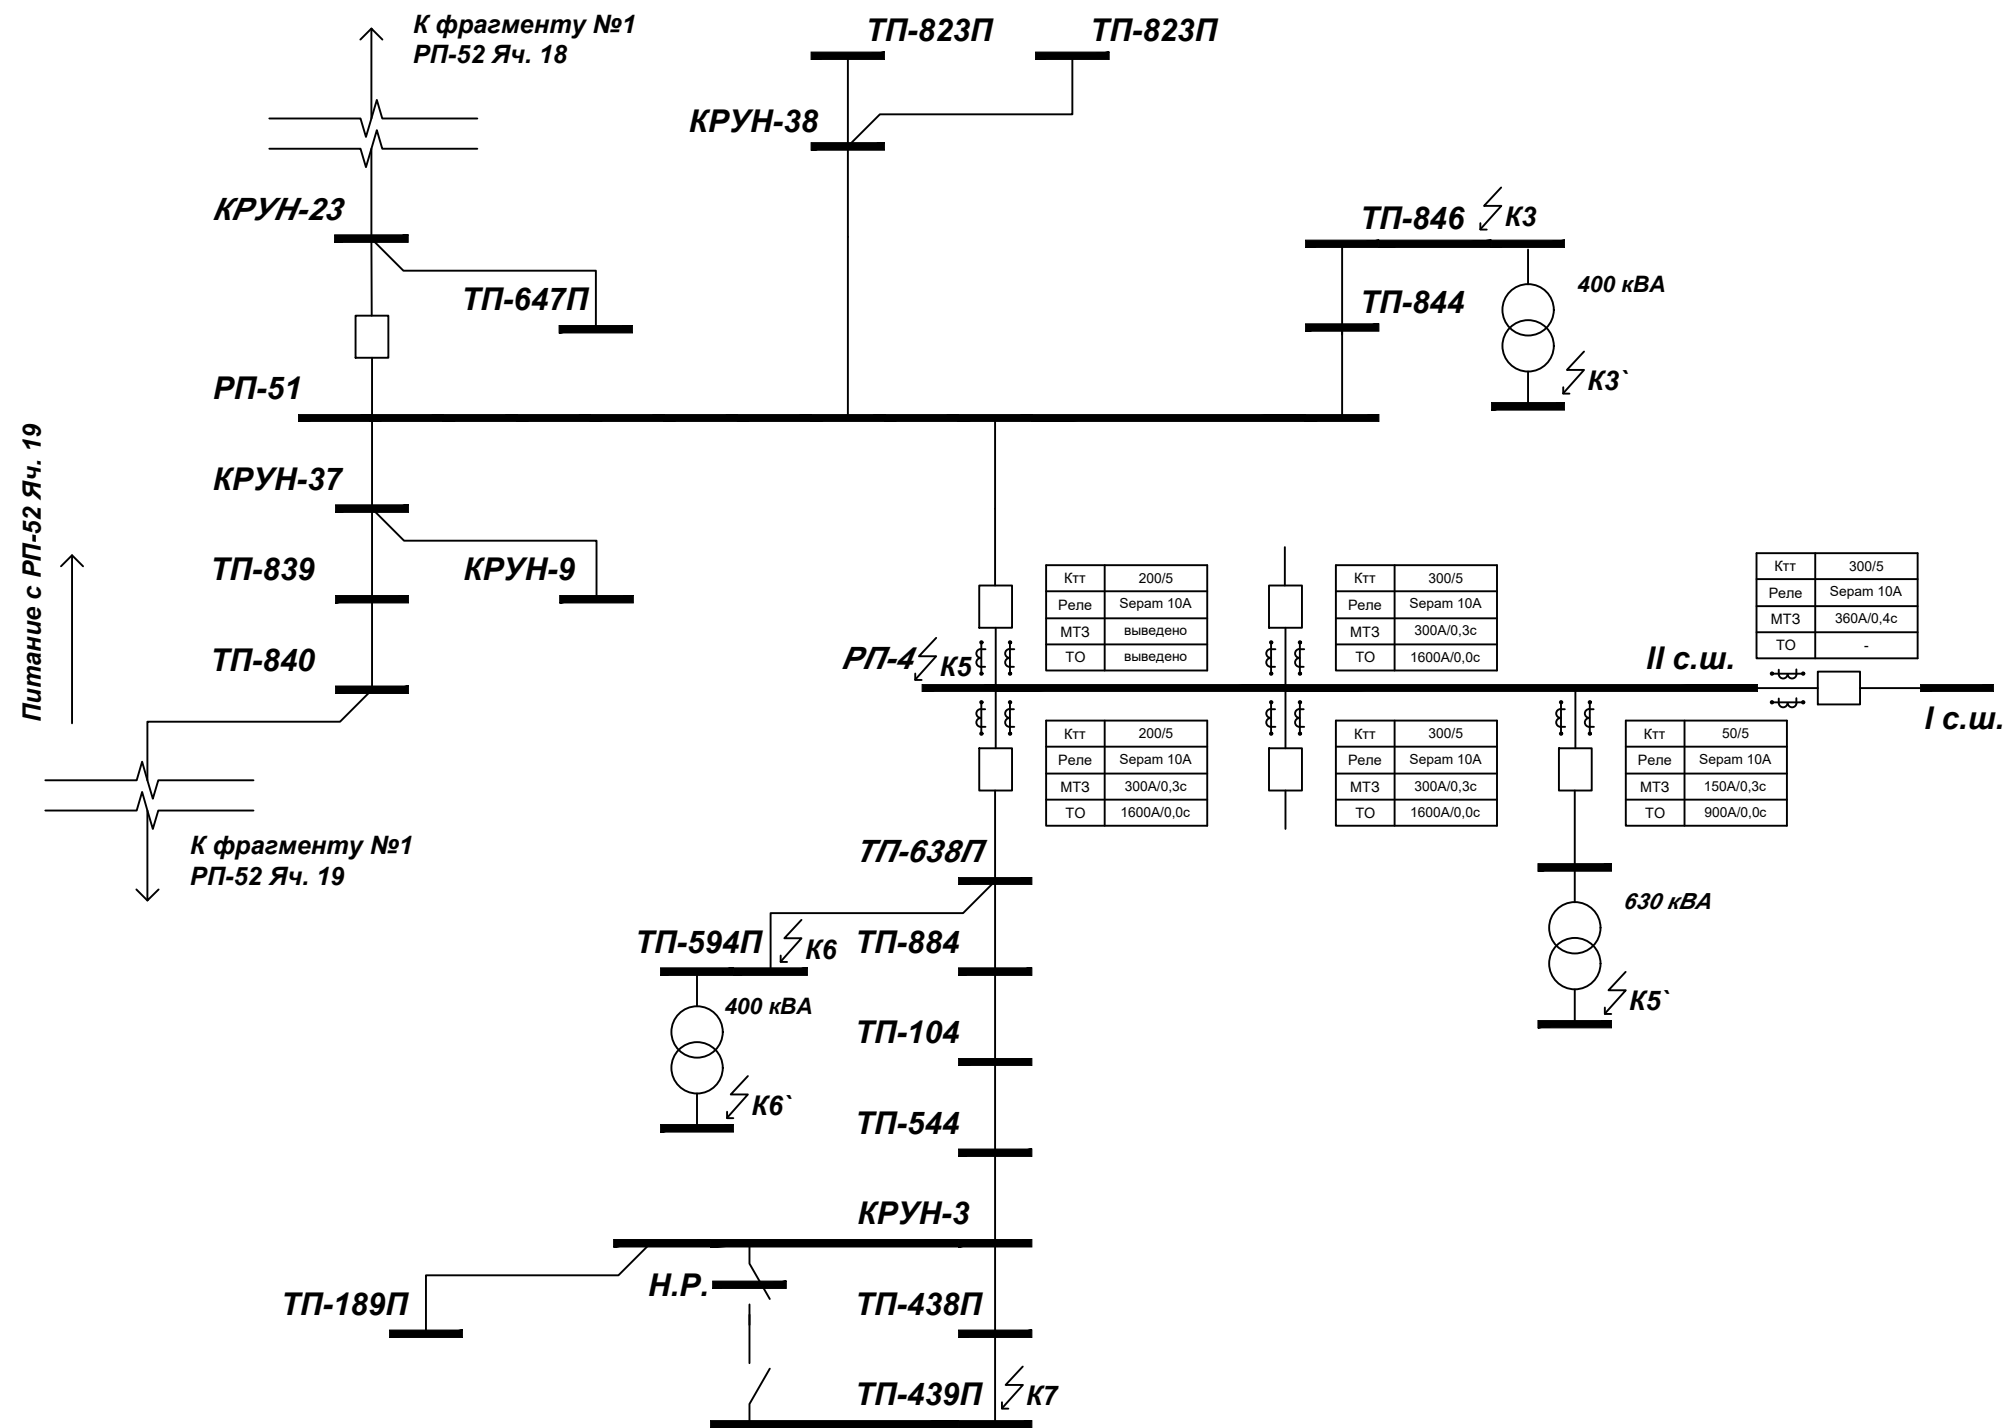 К фрагменту №1
РП-52 Яч. 18
ТП-823П
ТП-823П
КРУН-38
КРУН-23
ТП-647П
ТП-846
К3
400 кВА
ТП-844
К3`
РП-51
Питание с РП-52 Яч. 19
КРУН-37
ТП-839
КРУН-9
ТП-840
К фрагменту №1
РП-52 Яч. 19
Ктт 200/5
Реле Sepam 10A
МТЗ выведено
ТО выведено
Ктт 300/5
Реле Sepam 10A
МТЗ 300А/0,3с
ТО 1600А/0,0с
Ктт 300/5
Реле Sepam 10A
МТЗ 360А/0,4с
ТО -
РП-4
К5
II с.ш.
I с.ш.
Ктт 200/5
Реле Sepam 10A
МТЗ 300А/0,3с
ТО 1600А/0,0с
Ктт 300/5
Реле Sepam 10A
МТЗ 300А/0,3с
ТО 1600А/0,0с
Ктт 50/5
Реле Sepam 10A
МТЗ 150А/0,3с
ТО 900А/0,0с
ТП-638П
630 кВА
К5`
ТП-594П
К6
ТП-884
400 кВА
ТП-104
К6`
ТП-544
КРУН-3
Н.Р.
ТП-189П
ТП-438П
ТП-439П
К7